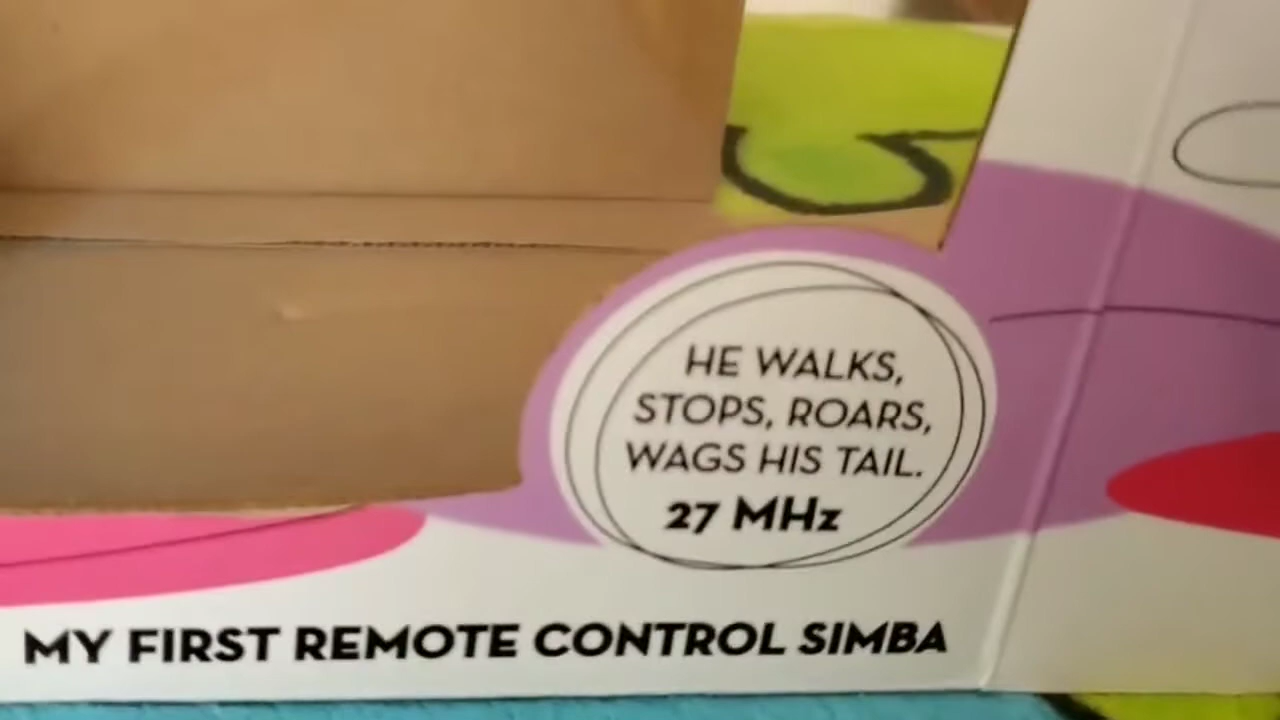 HE WALKS,
STOPS, ROARS,
WAGS HIS TAIL.
27 MHz
MY FIRST REMOTE CONTROL SIMBA